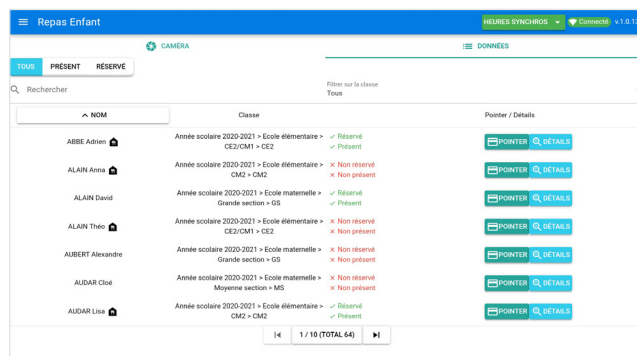 Repas Enfant
HEURES SYNCHROS
Connecté
v.1.0.13
CAMÉRA
DONNÉES
TOUS PRÉSENT RÉSERVÉ
Rechercher
Filtrer sur la classe
Tous
NOM Classe Pointer / Détails
ABBE Adrien
Année scolaire 2020-2021 > Ecole élémentaire >
CE2/CM1 > CE2
Réservé
Présent
POINTER DÉTAILS
ALAIN Anna
Année scolaire 2020-2021 > Ecole élémentaire >
CM2 > CM2
Non réservé
Non présent
POINTER DÉTAILS
ALAIN David
Année scolaire 2020-2021 > Ecole maternelle >
Grande section > GS
Réservé
Présent
POINTER DÉTAILS
ALAIN Théo
Année scolaire 2020-2021 > Ecole élémentaire >
CE2/CM1 > CE2
Non réservé
Non présent
POINTER DÉTAILS
AUBERT Alexandre
Année scolaire 2020-2021 > Ecole maternelle >
Grande section > GS
Non réservé
Non présent
POINTER DÉTAILS
AUDAR Cloé
Année scolaire 2020-2021 > Ecole maternelle >
Moyenne section > MS
Non réservé
Non présent
POINTER DÉTAILS
AUDAR Lisa
Année scolaire 2020-2021 > Ecole élémentaire >
CM2 > CM2
Réservé
Présent
POINTER DÉTAILS
1 / 10 (TOTAL 64)